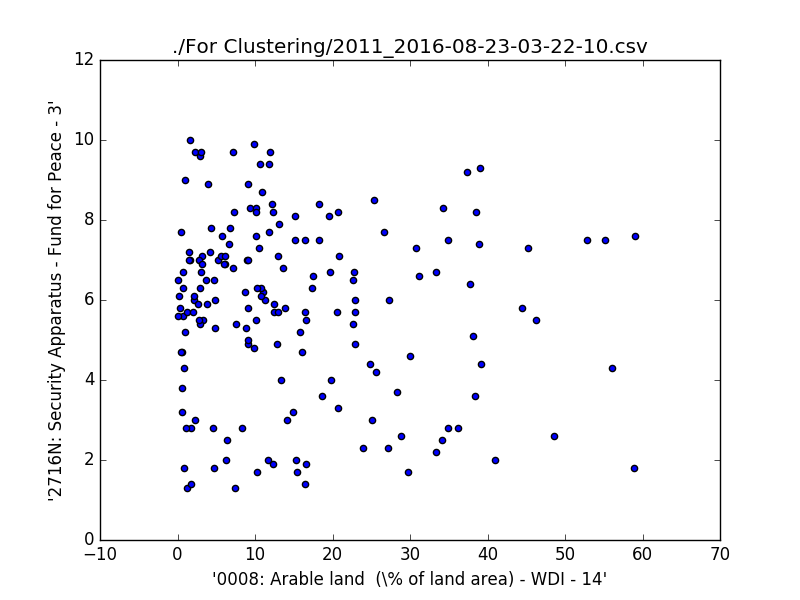 ./For Clustering/2011_2016-08-23-03-22-10.csv
12
10
8
6
4
2
0
'2716N: Security Apparatus - Fund for Peace - 3'
−10 0 10 20 30 40 50 60 70
'0008: Arable land  (\% of land area) - WDI - 14'